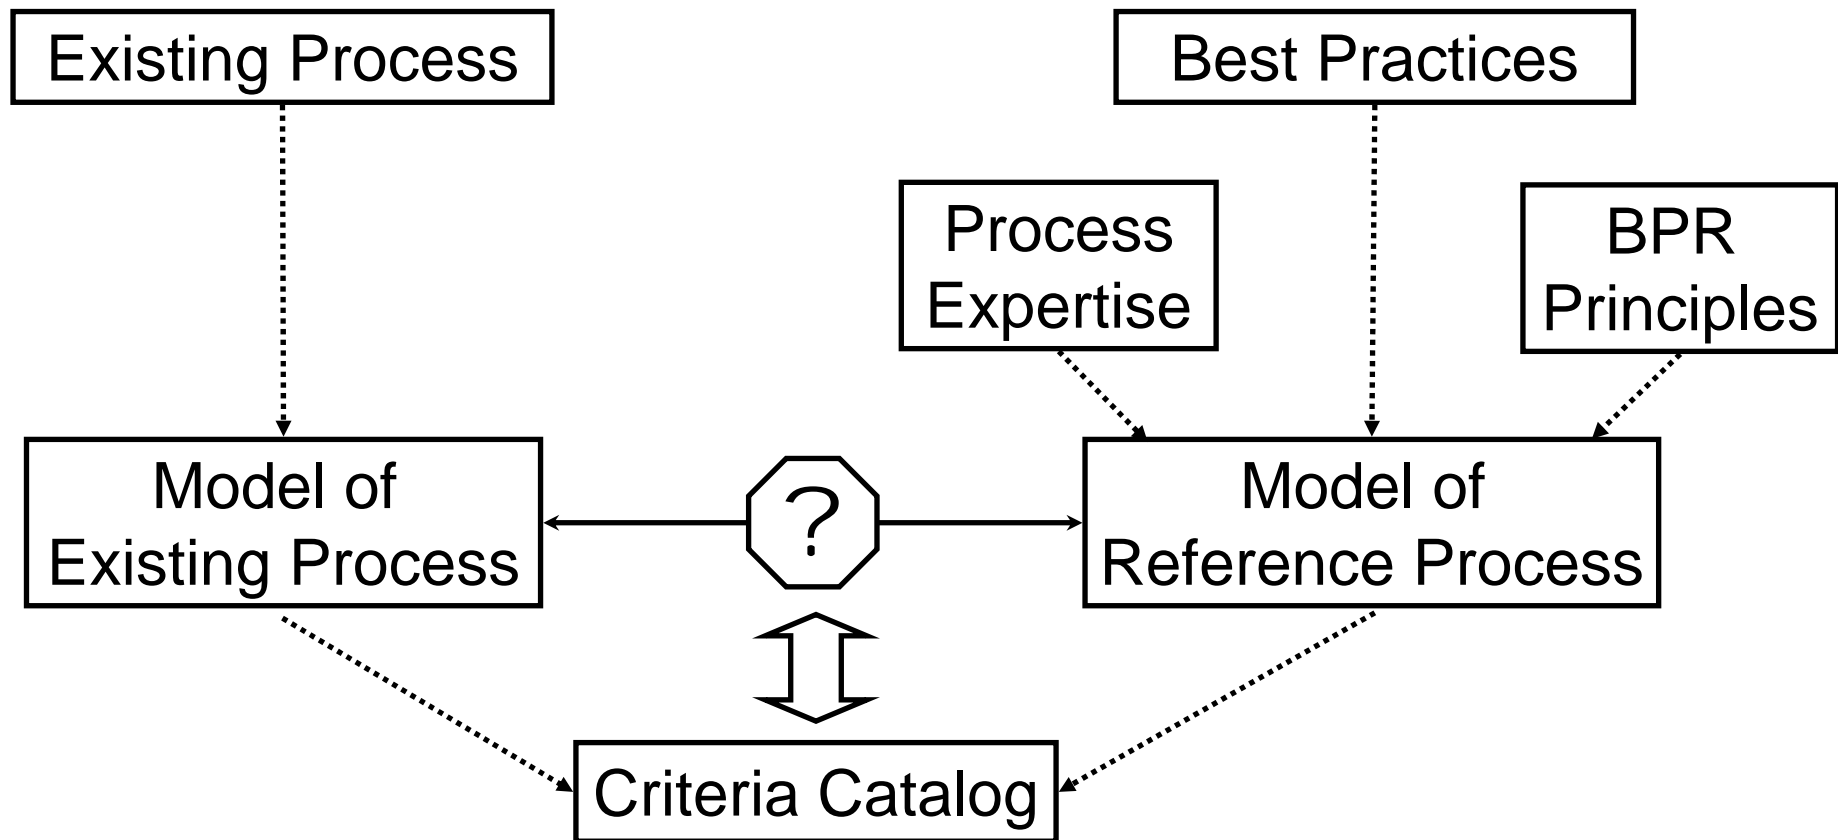 Existing Process
Best Practices
Process
Expertise
BPR
Principles
Model of
Existing Process
?
Model of
Reference Process
Criteria Catalog